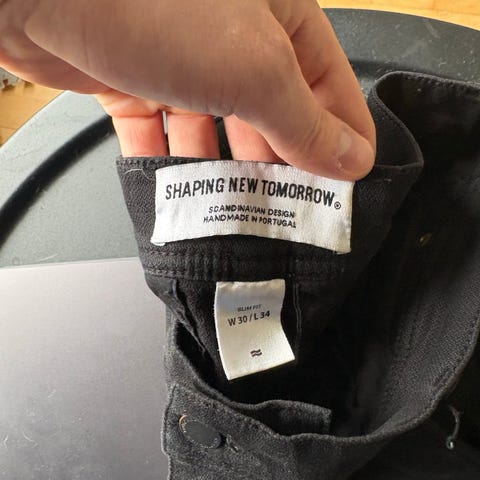 SHAPING NEW TOMORROW®
SCANDINAVIAN DESIGN
HANDMADE IN PORTUGAL
SLIM FIT
W 30 / L 34